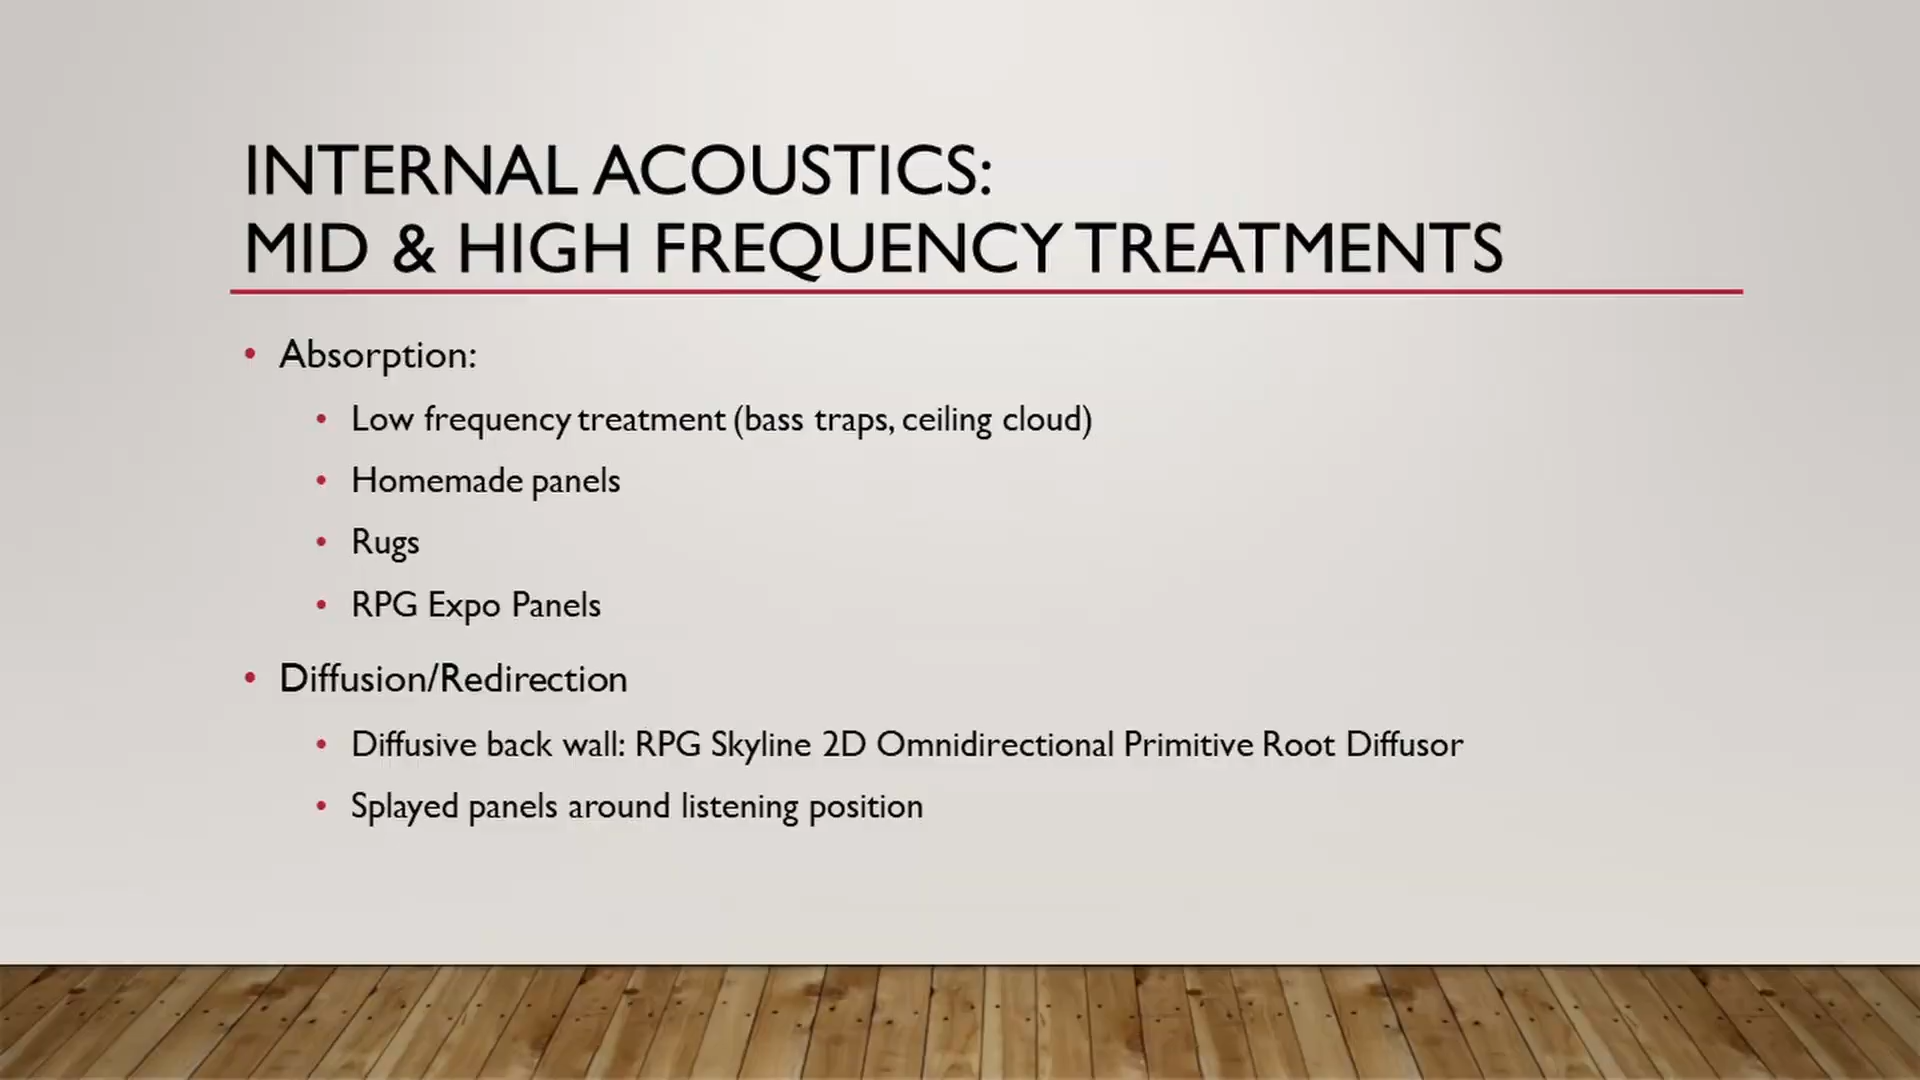 INTERNAL ACOUSTICS:
MID & HIGH FREQUENCY TREATMENTS
• Absorption:
• Low frequency treatment (bass traps, ceiling cloud)
• Homemade panels
• Rugs
• RPG Expo Panels
• Diffusion/Redirection
• Diffusive back wall: RPG Skyline 2D Omnidirectional Primitive Root Diffusor
• Splayed panels around listening position